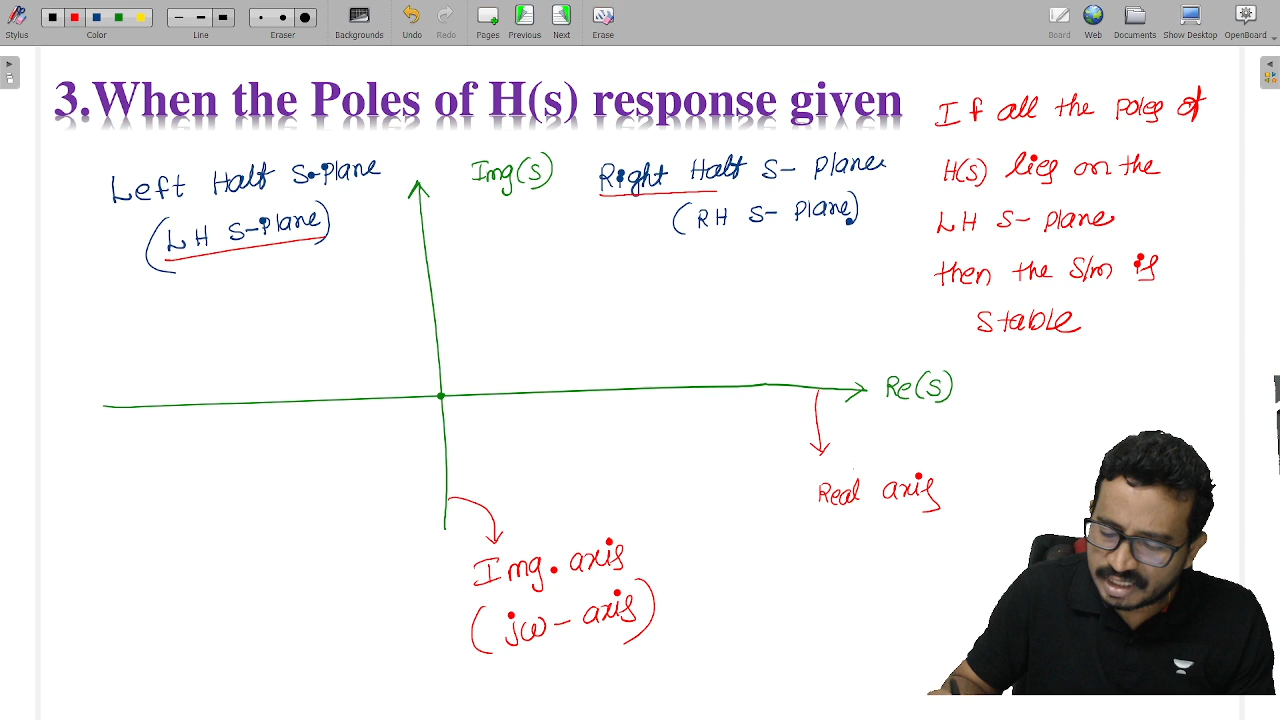 Stylus
Color
Line
Eraser
Backgrounds
Undo
Redo
Pages
Previous
Next
Erase
Board
Web
Documents
Show Desktop
OpenBoard
3.When the Poles of H(s) response given
Left Half S-Plane
(LH S-Plane)
Img(s)
Right Half S- Plane
(RH S- Plane)
If all the poles of
H(s) lies on the
LH S- plane
then the S/m is
stable
Re(s)
Real axis
Img. axis
(jω - axis)